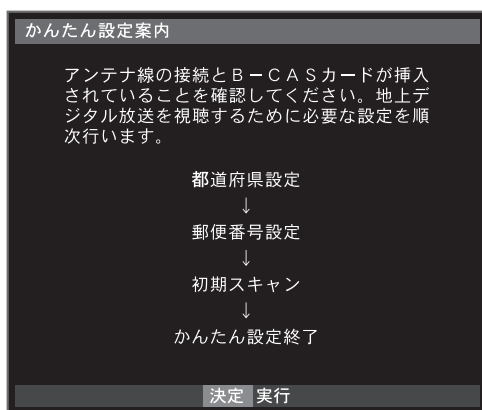 かんたん設定案内
アンテナ線の接続とB－CASカードが挿入
されていることを確認してください。地上デ
ジタル放送を視聴するために必要な設定を順
次行います。
都道府県設定
↓
郵便番号設定
↓
初期スキャン
↓
かんたん設定終了
決定 実行